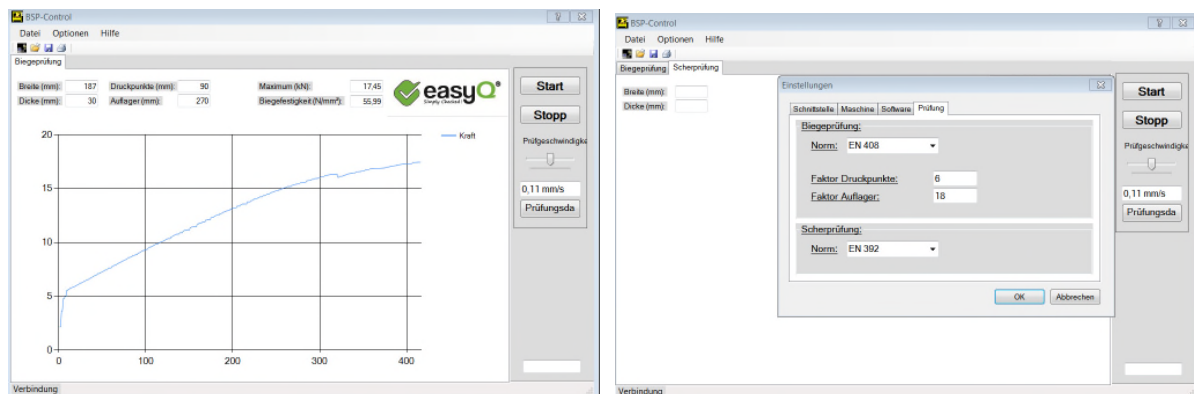 BSP-Control
Datei Optionen Hilfe
Biegeprüfung
Breite (mm): 187 Druckpunkte (mm): 90 Maximum (kN): 17,45
Dicke (mm): 30 Auflager (mm): 270 Biegefestigkeit (N/mm²): 55,99
easyQ®
Simply Checked!
Start
Stopp
Prüfgeschwindigke
0,11 mm/s
Prüfungsda
Kraft
20
15
10
5
0
0 100 200 300 400
Verbindung
BSP-Control
Datei Optionen Hilfe
Biegeprüfung Scherprüfung
Breite (mm):
Dicke (mm):
Einstellungen
Schnittstelle Maschine Software Prüfung
Biegeprüfung:
Norm: EN 408
Faktor Druckpunkte: 6
Faktor Auflager: 18
Scherprüfung:
Norm: EN 392
OK Abbrechen
Start
Stopp
Prüfgeschwindigke
0,11 mm/s
Prüfungsda
Verbindung